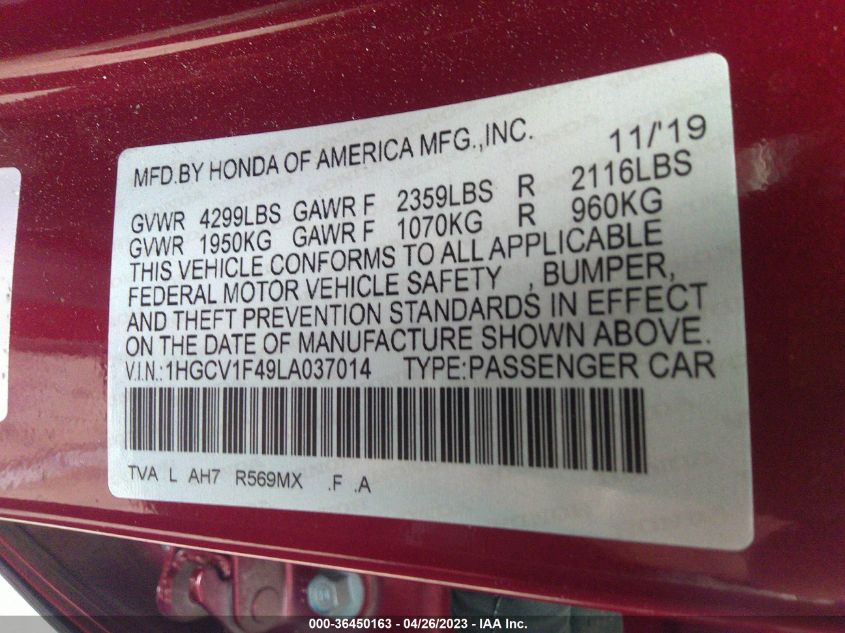 MFD.BY HONDA OF AMERICA MFG.,INC. 11/'19
GVWR 4299LBS GAWR F 2359LBS R 2116LBS
GVWR 1950KG GAWR F 1070KG R 960KG
THIS VEHICLE CONFORMS TO ALL APPLICABLE
FEDERAL MOTOR VEHICLE SAFETY , BUMPER,
AND THEFT PREVENTION STANDARDS IN EFFECT
ON THE DATE OF MANUFACTURE SHOWN ABOVE.
V.I.N.:1HGCV1F49LA037014 TYPE:PASSENGER CAR
TVA L AH7 R569MX .F .A
000-36450163 - 04/26/2023 - IAA Inc.